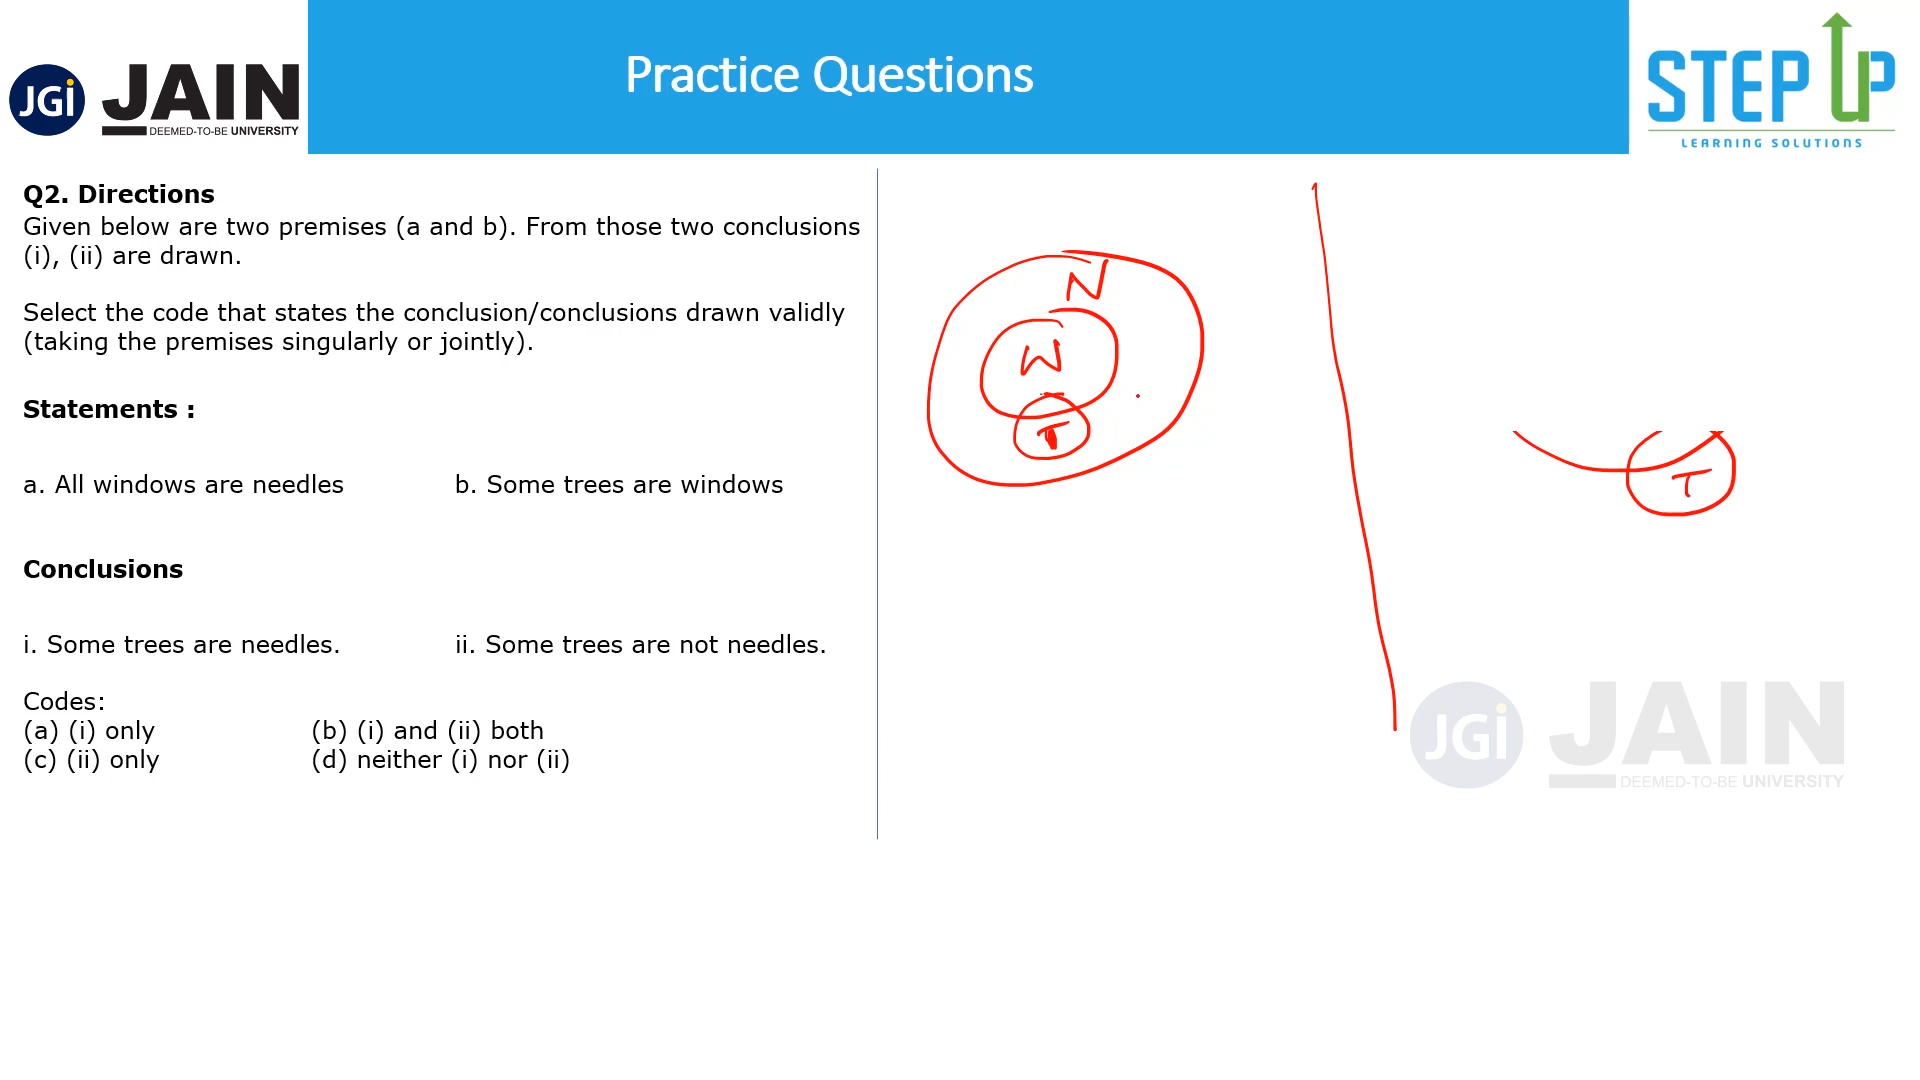 JGi JAIN
DEEMED-TO-BE UNIVERSITY
Practice Questions
STEP UP
LEARNING SOLUTIONS
Q2. Directions
Given below are two premises (a and b). From those two conclusions
(i), (ii) are drawn.
Select the code that states the conclusion/conclusions drawn validly
(taking the premises singularly or jointly).
Statements :
a. All windows are needles b. Some trees are windows
Conclusions
i. Some trees are needles. ii. Some trees are not needles.
Codes:
(a) (i) only (b) (i) and (ii) both
(c) (ii) only (d) neither (i) nor (ii)
N
W
T
T
JGi JAIN
DEEMED-TO-BE UNIVERSITY